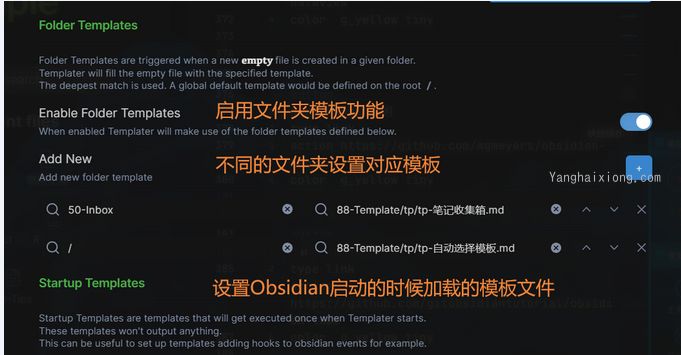 Folder Templates
Folder Templates are triggered when a new empty file is created in a given folder.
Templater will fill the empty file with the specified template.
The deepest match is used. A global default template would be defined on the root / .
Enable Folder Templates
启用文件夹模板功能
When enabled Templater will make use of the folder templates defined below.
Add New
不同的文件夹设置对应模板
Add new folder template
+
Yanghaixiong.com
50-Inbox
88-Template/tp/tp-笔记收集箱.md
/
88-Template/tp/tp-自动选择模板.md
Startup Templates
设置Obsidian启动的时候加载的模板文件
Startup Templates are templates that will get executed once when Templater starts.
These templates won't output anything.
This can be useful to set up templates adding hooks to obsidian events for example.